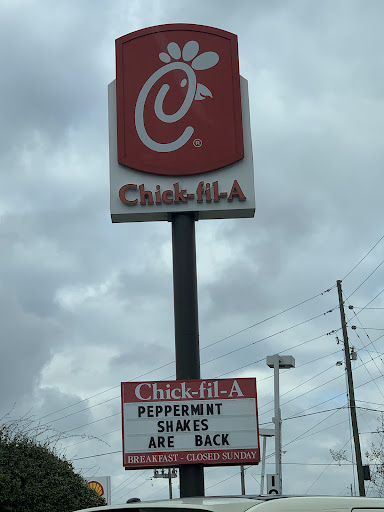 Chick-fil-A
Chick-fil-A
PEPPERMINT
SHAKES
ARE BACK
BREAKFAST - CLOSED SUNDAY